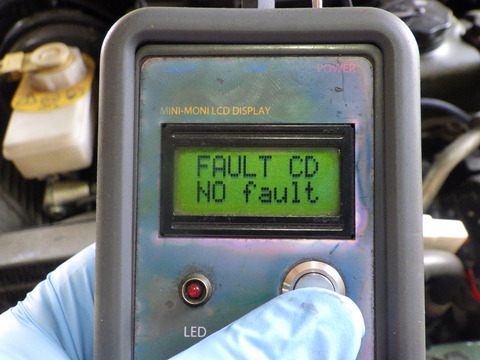 POWER
MINI-MONI LCD DISPLAY
FAULT CD
NO fault
LED